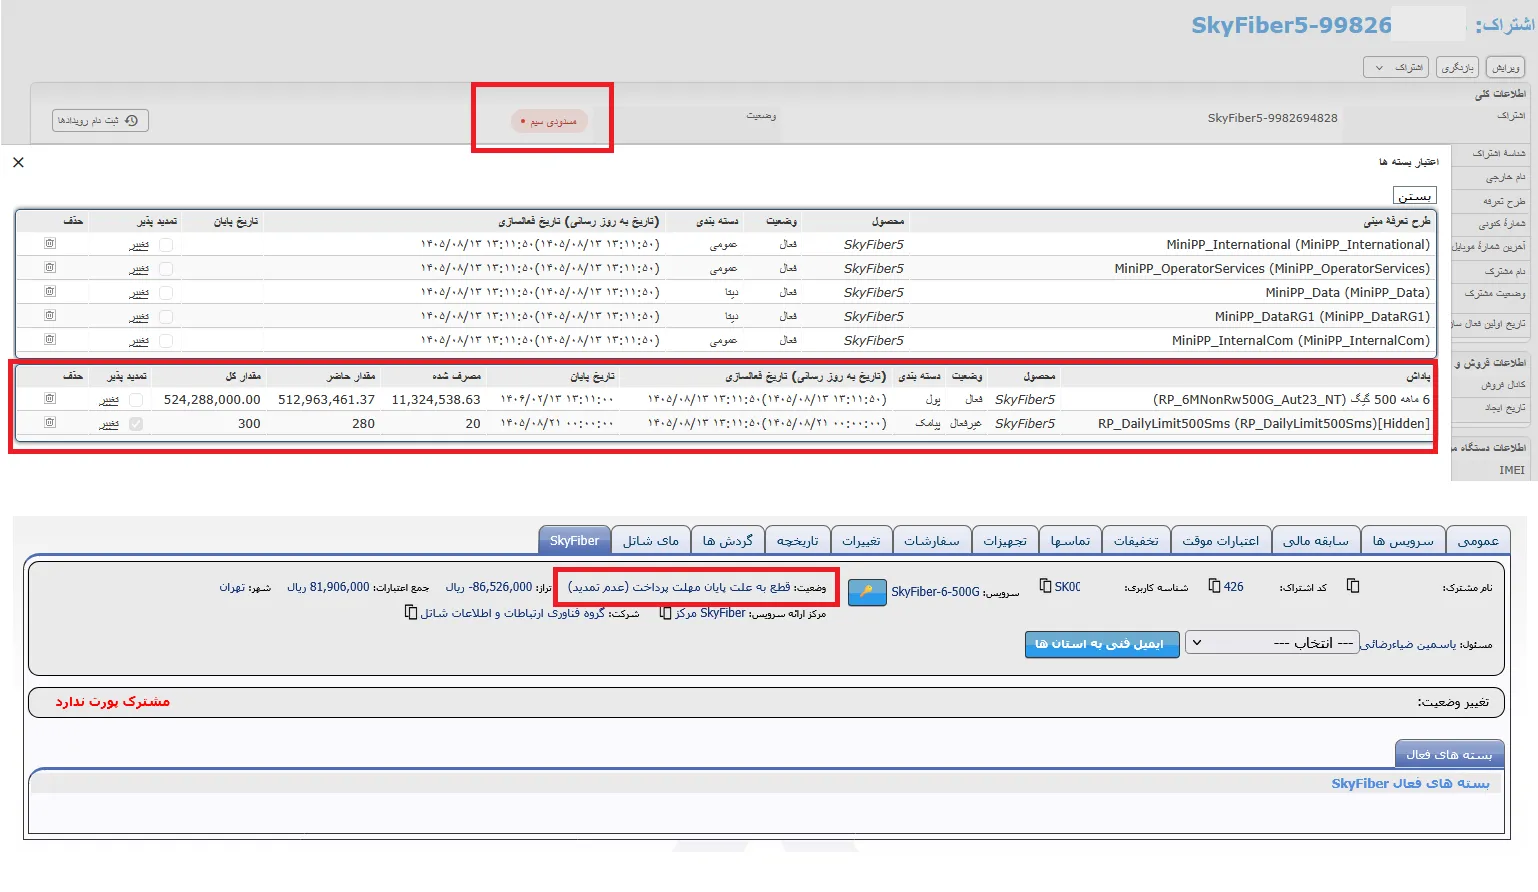 اشتراک: SkyFiber5-99826
ویرایش بازنگری اشتراک
اطلاعات کلی
اشتراک SkyFiber5-9982694828 وضعیت مسدودی سیم ثبت نام رویدادها
شناسه اشتراک
نام خارجی
طرح تعرفه
شمارهٔ کنونی
آخرین شمارهٔ موبایل
نام مشترک
وضعیت مشترک
تاریخ اولین فعال ساز
اطلاعات فروش و
کانال فروش
تاریخ ایجاد
اطلاعات دستگاه مو
IMEI
اعتبار بسته ها
بستن
طرح تعرفهٔ مبنی محصول وضعیت دسته بندی (تاریخ به روز رسانی) تاریخ فعالسازی تاریخ پایان تمدید پذیر حذف
MiniPP_International (MiniPP_International) SkyFiber5 فعال عمومی ۱۴۰۵/۰۸/۱۳ ۱۳:۱۱:۵۰(۱۴۰۵/۰۸/۱۳ ۱۳:۱۱:۵۰) تغییر
MiniPP_OperatorServices (MiniPP_OperatorServices) SkyFiber5 فعال عمومی ۱۴۰۵/۰۸/۱۳ ۱۳:۱۱:۵۰(۱۴۰۵/۰۸/۱۳ ۱۳:۱۱:۵۰) تغییر
MiniPP_Data (MiniPP_Data) SkyFiber5 فعال دیتا ۱۴۰۵/۰۸/۱۳ ۱۳:۱۱:۵۰(۱۴۰۵/۰۸/۱۳ ۱۳:۱۱:۵۰) تغییر
MiniPP_DataRG1 (MiniPP_DataRG1) SkyFiber5 فعال دیتا ۱۴۰۵/۰۸/۱۳ ۱۳:۱۱:۵۰(۱۴۰۵/۰۸/۱۳ ۱۳:۱۱:۵۰) تغییر
MiniPP_InternalCom (MiniPP_InternalCom) SkyFiber5 فعال عمومی ۱۴۰۵/۰۸/۱۳ ۱۳:۱۱:۵۰(۱۴۰۵/۰۸/۱۳ ۱۳:۱۱:۵۰) تغییر
پاداش محصول وضعیت دسته بندی (تاریخ به روز رسانی) تاریخ فعالسازی تاریخ پایان مصرف شده مقدار حاضر مقدار کل تمدید پذیر حذف
6 ماهه 500 گیگ (RP_6MNonRw500G_Aut23_NT) SkyFiber5 فعال پول ۱۴۰۵/۰۸/۱۳ ۱۳:۱۱:۵۰(۱۴۰۵/۰۸/۱۳ ۱۳:۱۱:۵۰) ۱۴۰۶/۰۲/۱۳ ۱۳:۱۱:۰۰ 11,324,538.63 512,963,461.37 524,288,000.00 تغییر
RP_DailyLimit500Sms (RP_DailyLimit500Sms)[Hidden] SkyFiber5 غیرفعال پیامک ۱۴۰۵/۰۸/۱۳ ۱۳:۱۱:۵۰(۱۴۰۵/۰۸/۲۱ ۰۰:۰۰:۰۰) ۱۴۰۵/۰۸/۲۱ ۰۰:۰۰:۰۰ 20 280 300 تغییر
عمومی سرویس ها سابقه مالی اعتبارات موقت تخفیفات تماسها تجهیزات سفارشات تغییرات تاریخچه گردش ها مای شاتل SkyFiber
نام مشترک: کد اشتراک: 426 شناسه کاربری: SK00 سرویس: SkyFiber-6-500G وضعیت: قطع به علت پایان مهلت پرداخت (عدم تمدید) تراز: 86,526,000- ریال جمع اعتبارات: 81,906,000 ریال شهر: تهران
مرکز ارائه سرویس: SkyFiber مرکز شرکت: گروه فناوری ارتباطات و اطلاعات شاتل
مسئول: یاسمین ضیاءرضائی --- انتخاب --- ایمیل فنی به استان ها
تغییر وضعیت: مشترک پورت ندارد
بسته های فعال
بسته های فعال SkyFiber